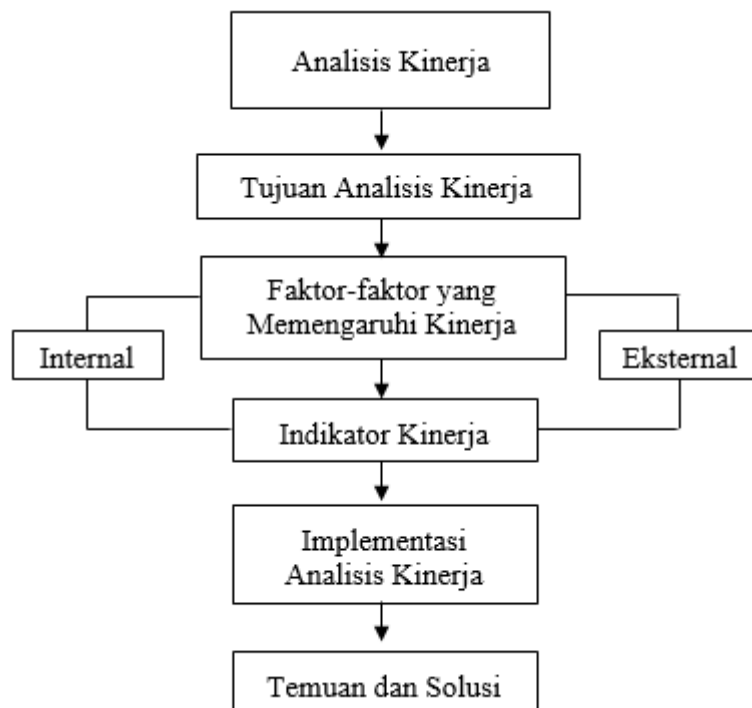 Analisis Kinerja
Tujuan Analisis Kinerja
Faktor-faktor yang
Memengaruhi Kinerja
Internal
Eksternal
Indikator Kinerja
Implementasi
Analisis Kinerja
Temuan dan Solusi